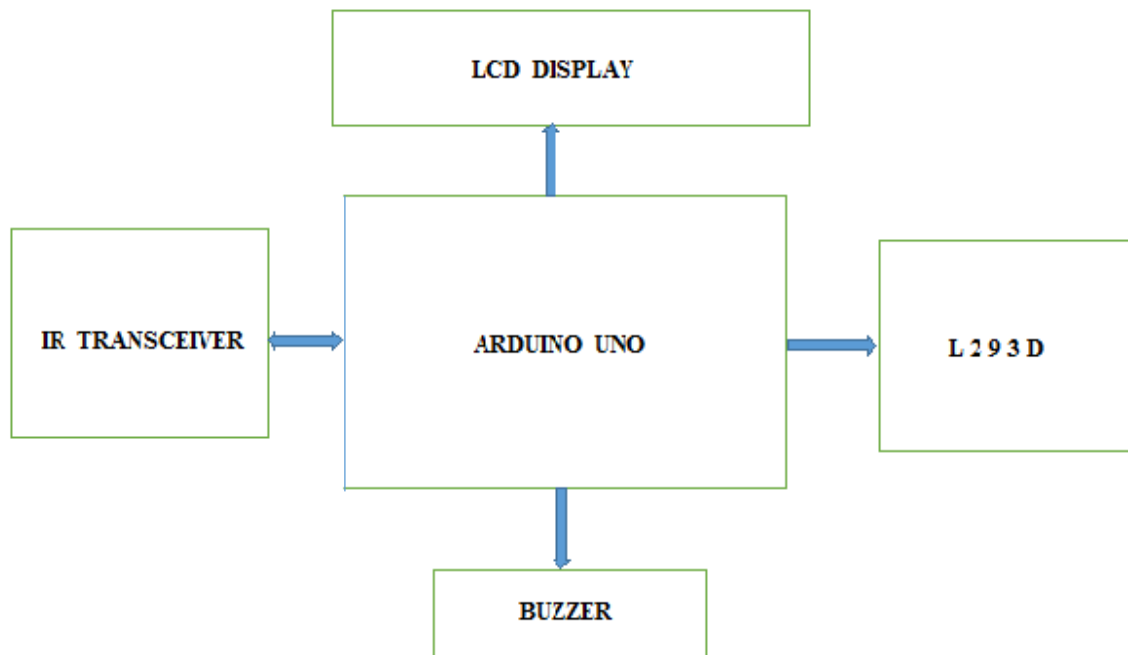 LCD DISPLAY
IR TRANSCEIVER
ARDUINO UNO
L 2 9 3 D
BUZZER